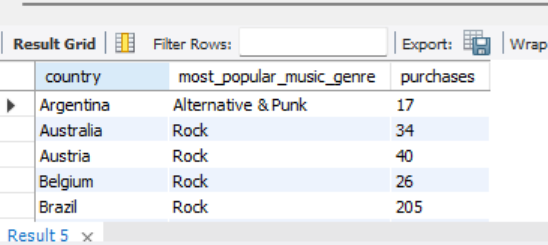 Result Grid Filter Rows: Export: Wrap
country most_popular_music_genre purchases
Argentina Alternative & Punk 17
Australia Rock 34
Austria Rock 40
Belgium Rock 26
Brazil Rock 205
Result 5 ×